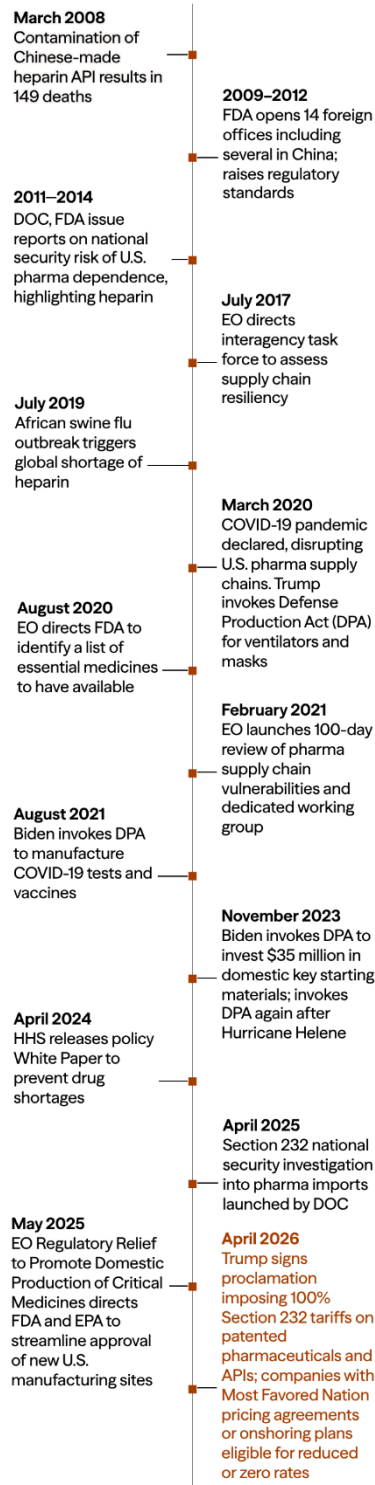 March 2008
Contamination of
Chinese-made
heparin API results in
149 deaths
2009–2012
FDA opens 14 foreign
offices including
several in China;
raises regulatory
standards
2011–2014
DOC, FDA issue
reports on national
security risk of U.S.
pharma dependence,
highlighting heparin
July 2017
EO directs
interagency task
force to assess
supply chain
resiliency
July 2019
African swine flu
outbreak triggers
global shortage of
heparin
March 2020
COVID-19 pandemic
declared, disrupting
U.S. pharma supply
chains. Trump
invokes Defense
Production Act (DPA)
for ventilators and
masks
August 2020
EO directs FDA to
identify a list of
essential medicines
to have available
February 2021
EO launches 100-day
review of pharma
supply chain
vulnerabilities and
dedicated working
group
August 2021
Biden invokes DPA
to manufacture
COVID-19 tests and
vaccines
November 2023
Biden invokes DPA to
invest $35 million in
domestic key starting
materials; invokes
DPA again after
Hurricane Helene
April 2024
HHS releases policy
White Paper to
prevent drug
shortages
April 2025
Section 232 national
security investigation
into pharma imports
launched by DOC
May 2025
EO Regulatory Relief
to Promote Domestic
Production of Critical
Medicines directs
FDA and EPA to
streamline approval
of new U.S.
manufacturing sites
April 2026
Trump signs
proclamation
imposing 100%
Section 232 tariffs on
patented
pharmaceuticals and
APIs; companies with
Most Favored Nation
pricing agreements
or onshoring plans
eligible for reduced
or zero rates